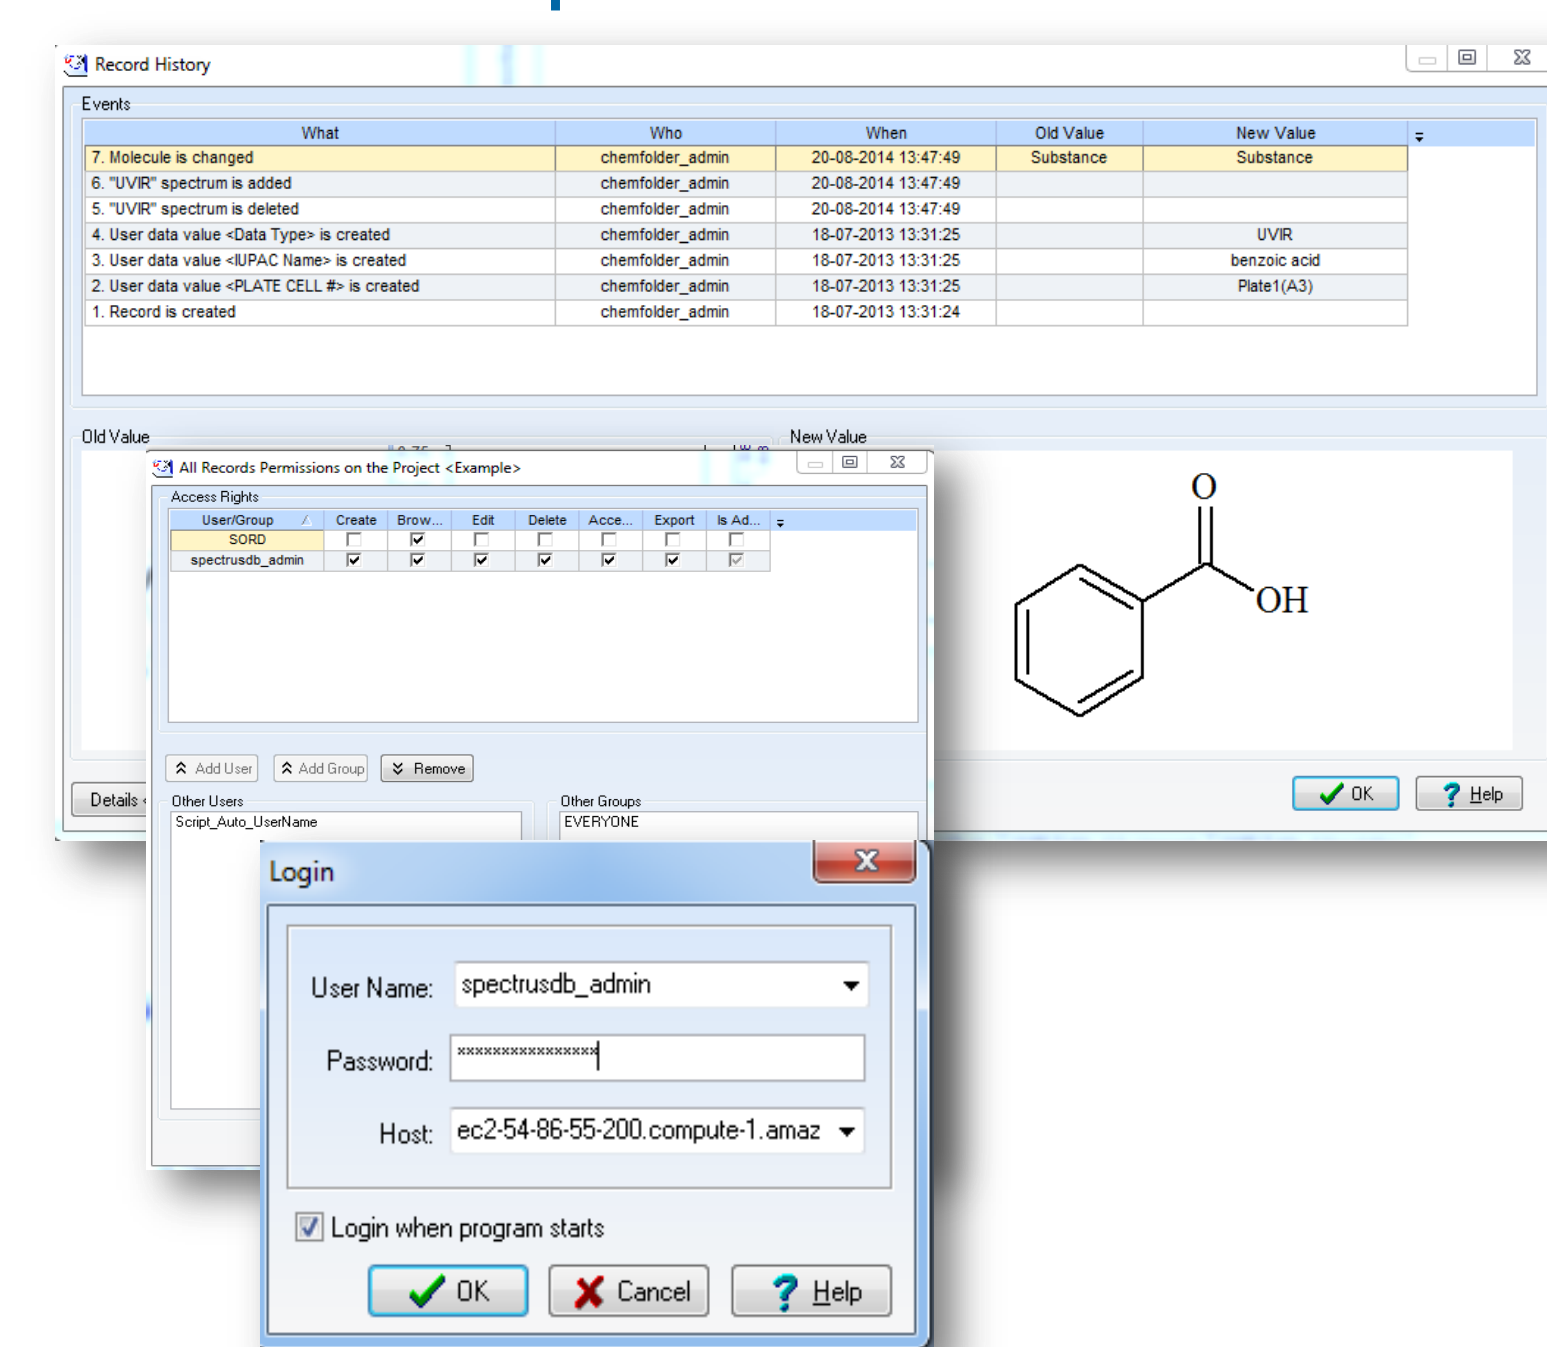 Record History
Events
What Who When Old Value New Value
7. Molecule is changed chemfolder_admin 20-08-2014 13:47:49 Substance Substance
6. "UVIR" spectrum is added chemfolder_admin 20-08-2014 13:47:49
5. "UVIR" spectrum is deleted chemfolder_admin 20-08-2014 13:47:49
4. User data value <Data Type> is created chemfolder_admin 18-07-2013 13:31:25 UVIR
3. User data value <IUPAC Name> is created chemfolder_admin 18-07-2013 13:31:25 benzoic acid
2. User data value <PLATE CELL #> is created chemfolder_admin 18-07-2013 13:31:25 Plate1(A3)
1. Record is created chemfolder_admin 18-07-2013 13:31:24
Old Value New Value
O
OH
Details <
OK Help
All Records Permissions on the Project <Example>
Access Rights
User/Group Create Brow... Edit Delete Acce... Export Is Ad...
SORD
spectrusdb_admin
Add User Add Group Remove
Other Users Other Groups
Script_Auto_UserName EVERYONE
Login
User Name: spectrusdb_admin
Password: ****************
Host: ec2-54-86-55-200.compute-1.amaz
Login when program starts
OK Cancel Help